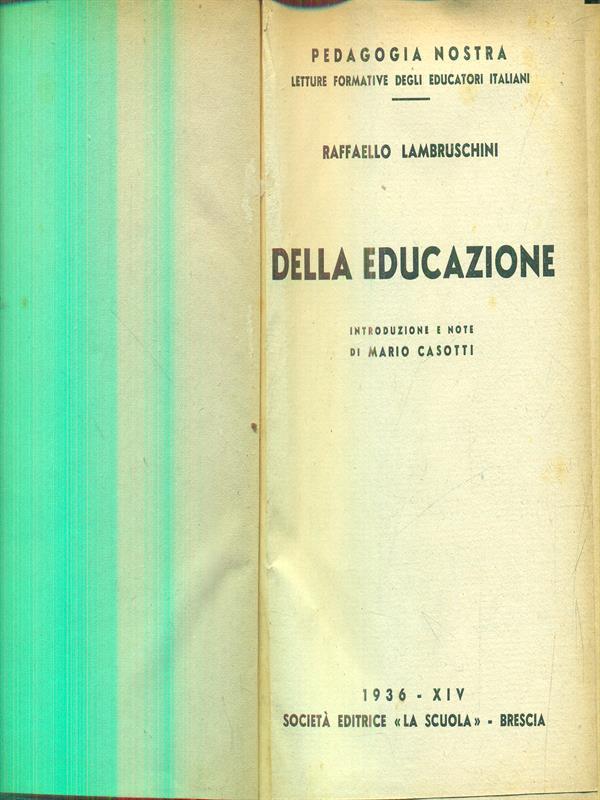 PEDAGOGIA NOSTRA
LETTURE FORMATIVE DEGLI EDUCATORI ITALIANI
RAFFAELLO LAMBRUSCHINI
DELLA EDUCAZIONE
INTRODUZIONE E NOTE
DI MARIO CASOTTI
1936 - XIV
SOCIETÀ EDITRICE «LA SCUOLA» - BRESCIA